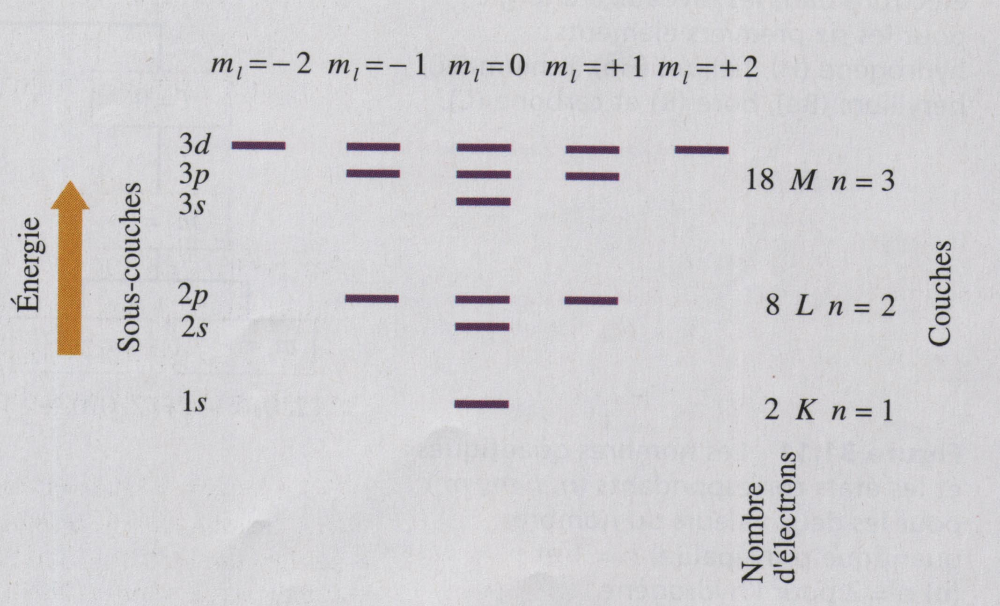 m_l = – 2 m_l = – 1 m_l = 0 m_l = + 1 m_l = + 2
3d
3p
18 M n = 3
3s
Énergie
Sous-couches
Couches
2p
8 L n = 2
2s
1s
2 K n = 1
Nombre
d'électrons